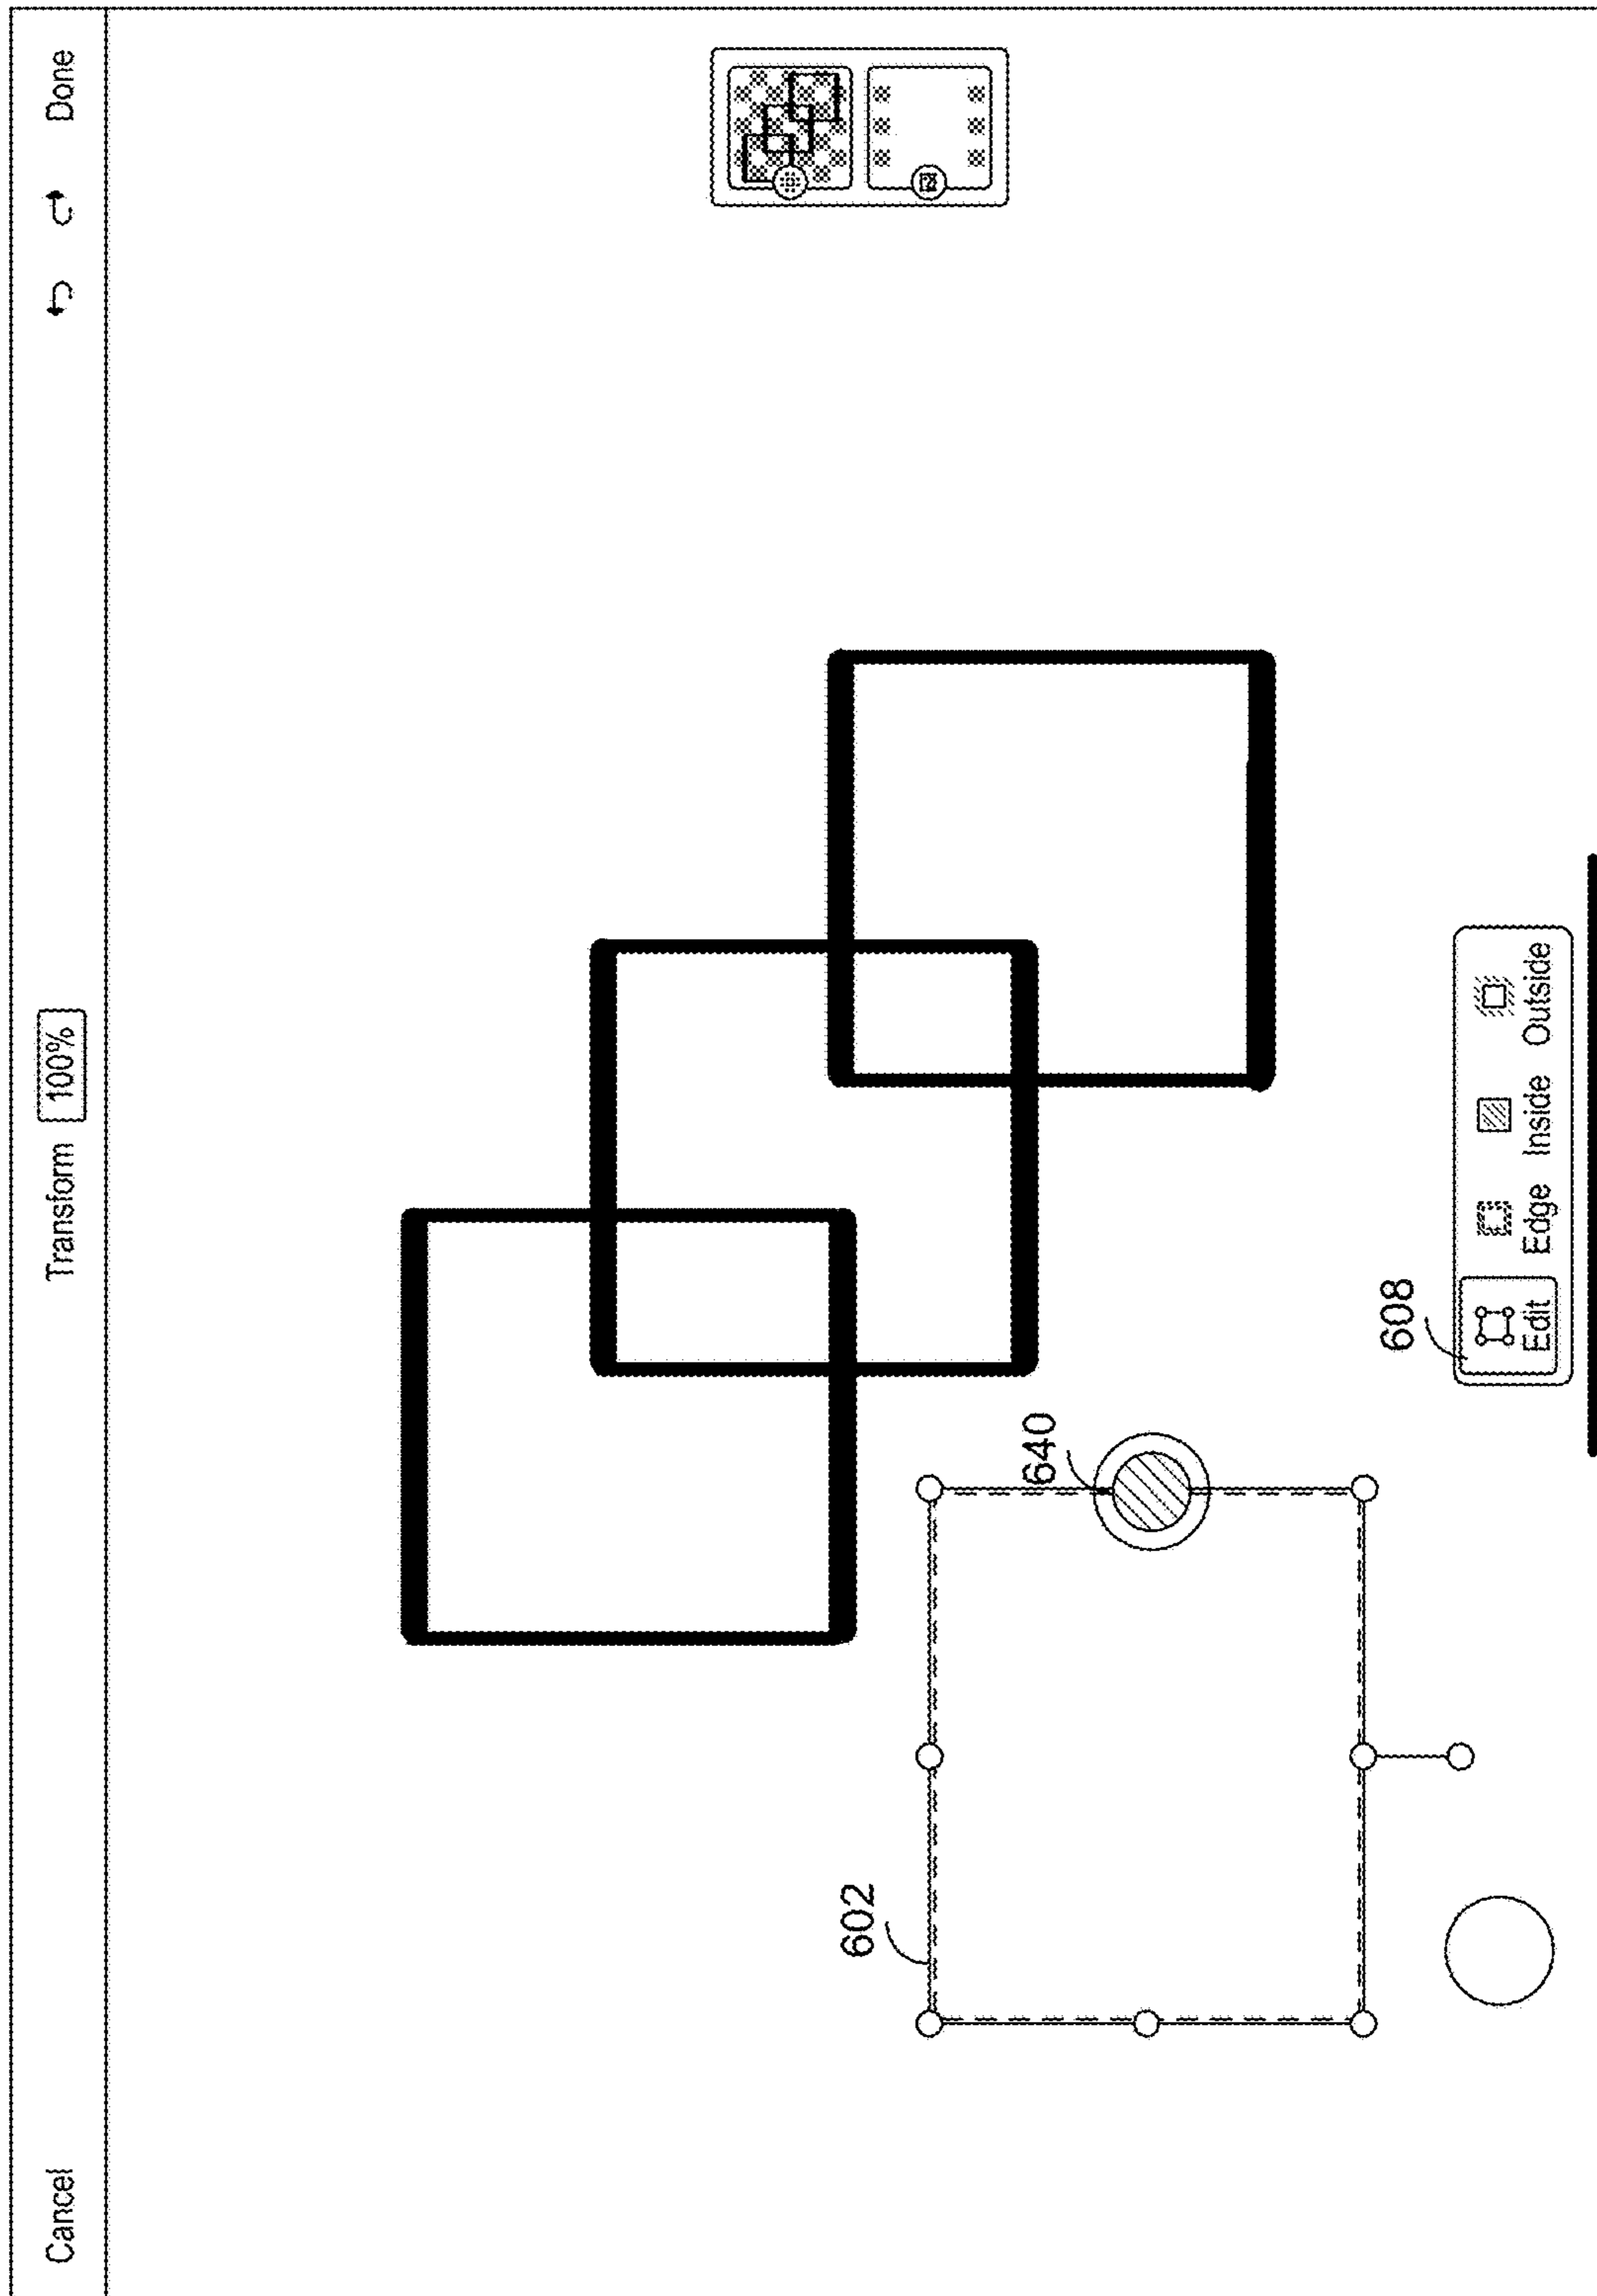 Cancel
Transform 100%
Done
602
640
608
Edit
Edge
Inside
Outside